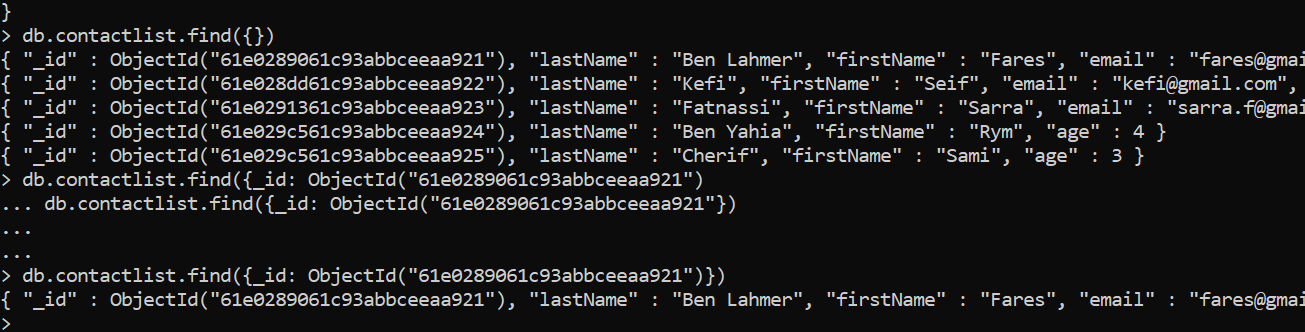 }
> db.contactlist.find({})
{ "_id" : ObjectId("61e0289061c93abbceeaa921"), "lastName" : "Ben Lahmer", "firstName" : "Fares", "email" : "fares@gmai
{ "_id" : ObjectId("61e028dd61c93abbceeaa922"), "lastName" : "Kefi", "firstName" : "Seif", "email" : "kefi@gmail.com",
{ "_id" : ObjectId("61e0291361c93abbceeaa923"), "lastName" : "Fatnassi", "firstName" : "Sarra", "email" : "sarra.f@gmai
{ "_id" : ObjectId("61e029c561c93abbceeaa924"), "lastName" : "Ben Yahia", "firstName" : "Rym", "age" : 4 }
{ "_id" : ObjectId("61e029c561c93abbceeaa925"), "lastName" : "Cherif", "firstName" : "Sami", "age" : 3 }
> db.contactlist.find({_id: ObjectId("61e0289061c93abbceeaa921")
... db.contactlist.find({_id: ObjectId("61e0289061c93abbceeaa921"})
...
...
> db.contactlist.find({_id: ObjectId("61e0289061c93abbceeaa921")})
{ "_id" : ObjectId("61e0289061c93abbceeaa921"), "lastName" : "Ben Lahmer", "firstName" : "Fares", "email" : "fares@gmai
>